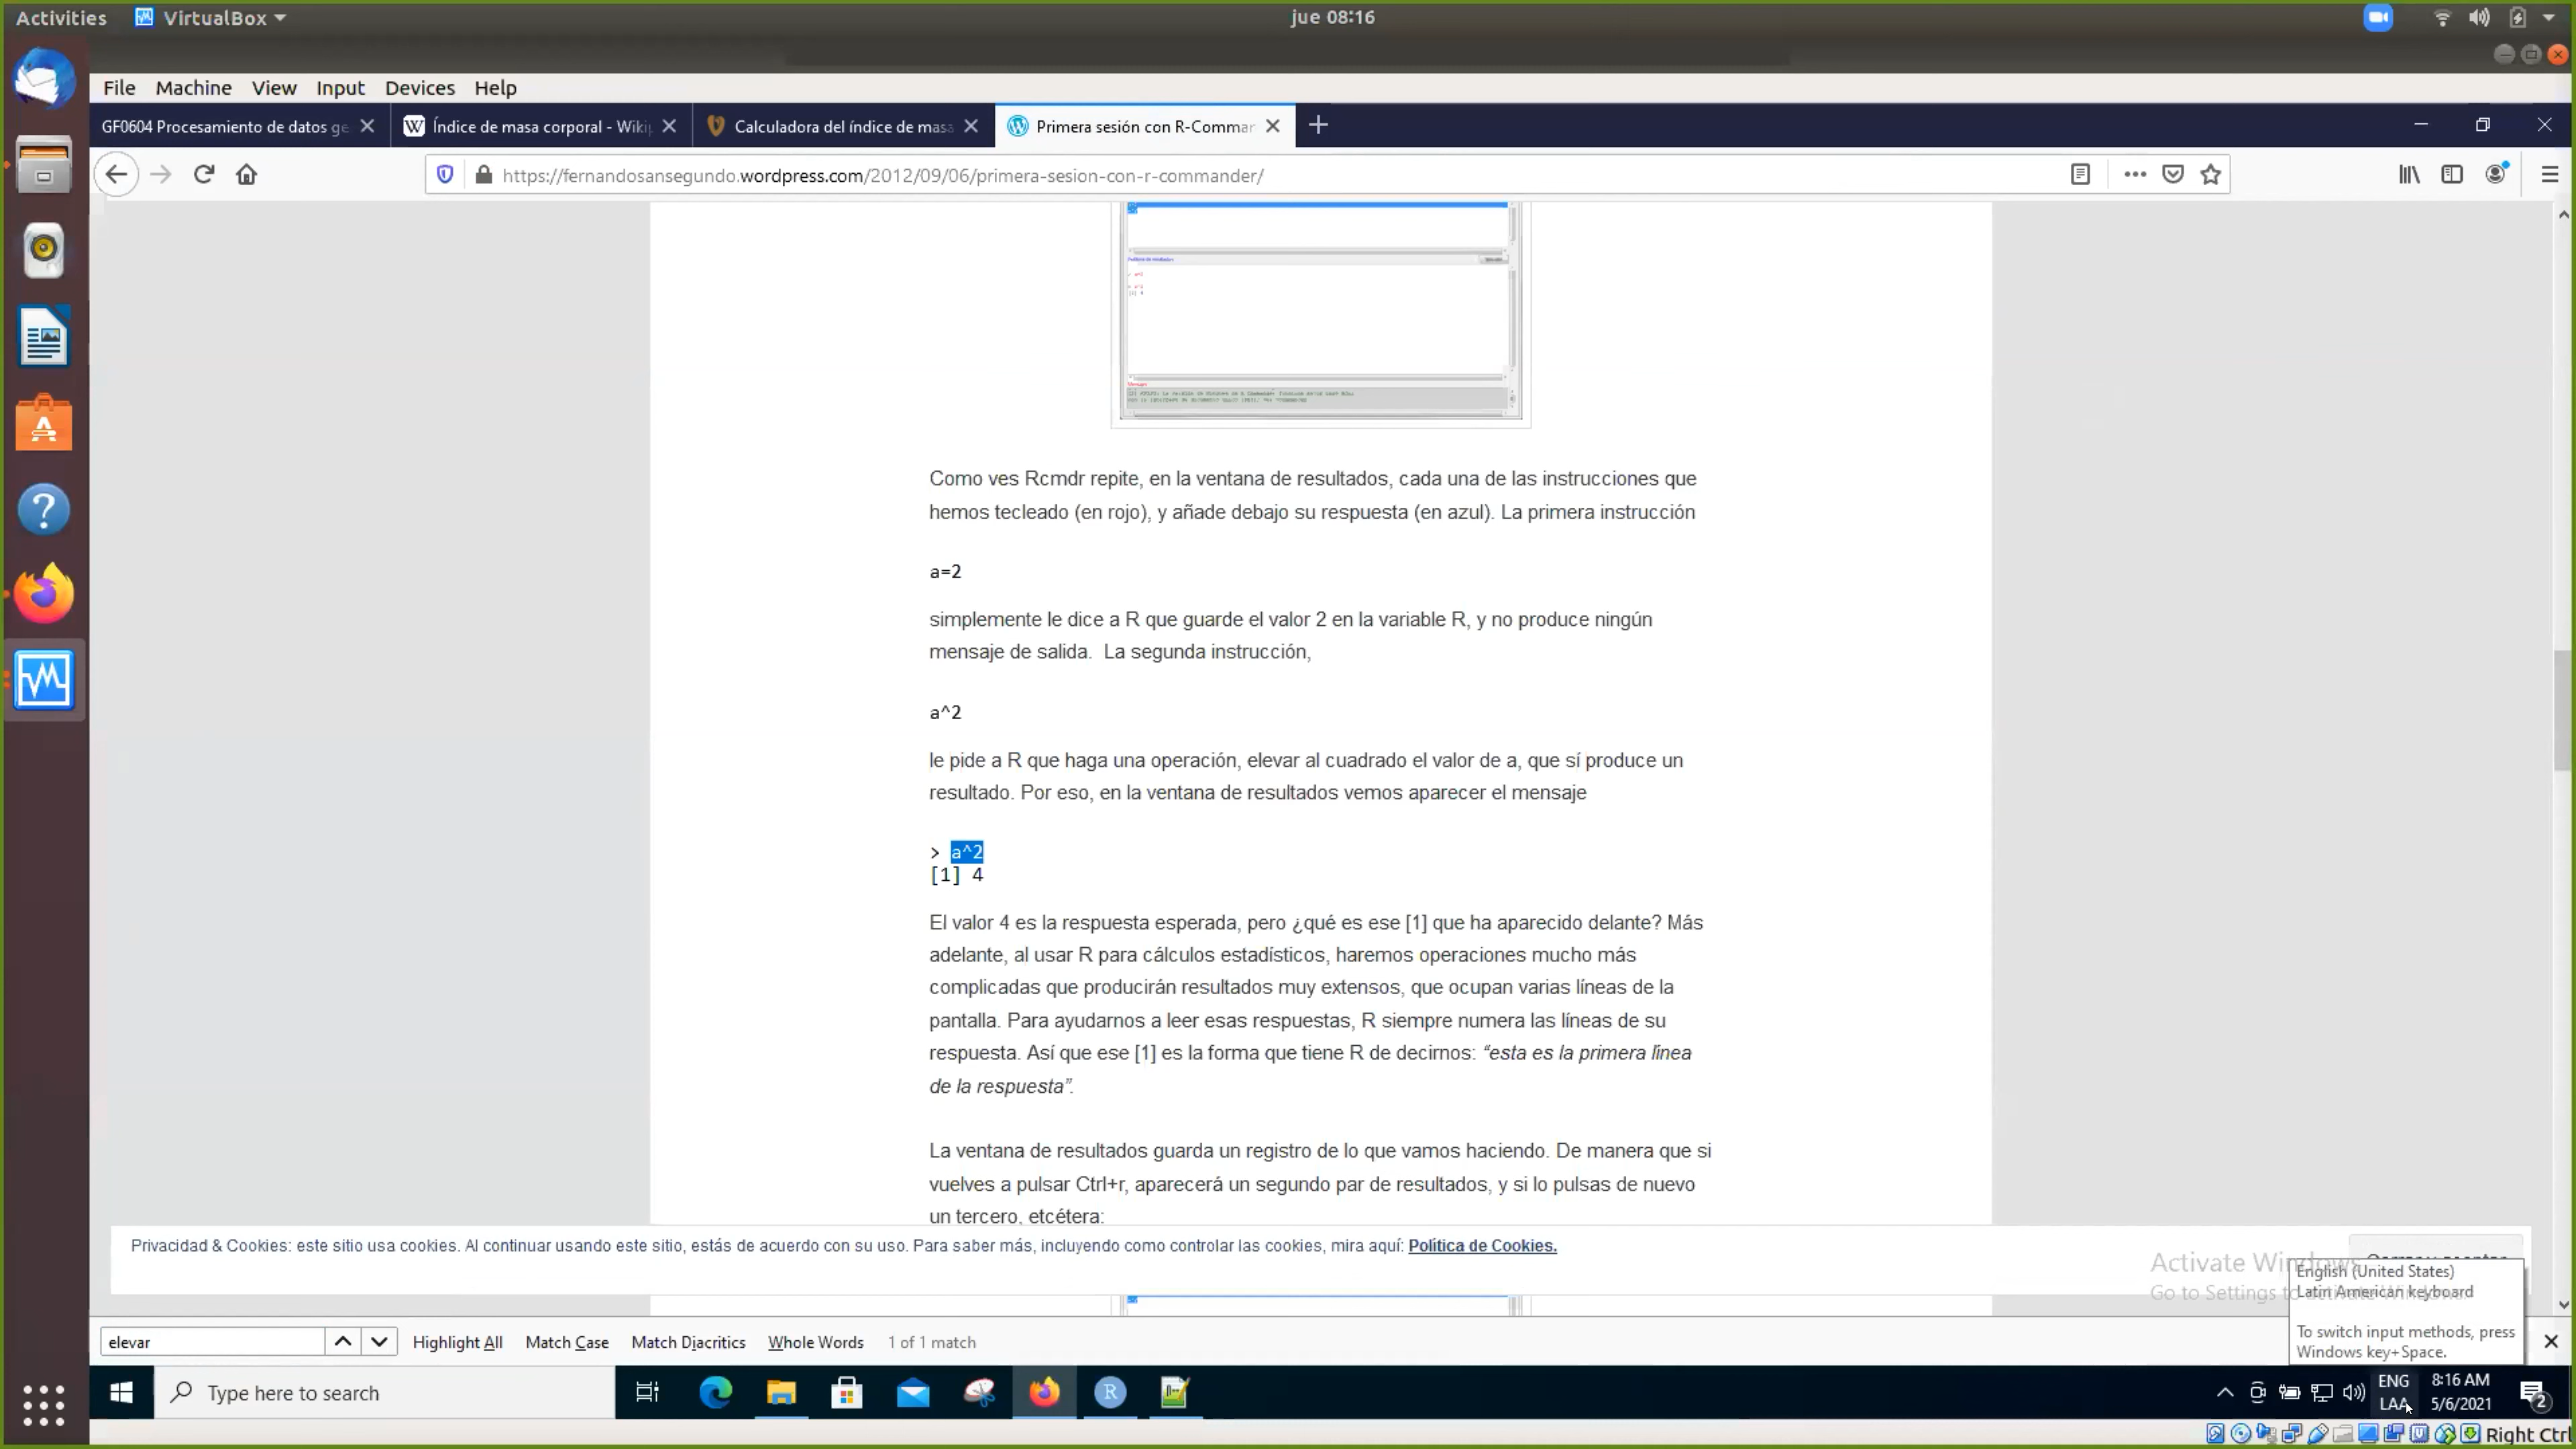 Activities VirtualBox jue 08:16
File Machine View Input Devices Help
GF0604 Procesamiento de datos ge
Índice de masa corporal - Wikip
Calculadora del índice de masa
Primera sesión con R-Comman
https://fernandosansegundo.wordpress.com/2012/09/06/primera-sesion-con-r-commander/
Como ves Rcmdr repite, en la ventana de resultados, cada una de las instrucciones que
hemos tecleado (en rojo), y añade debajo su respuesta (en azul). La primera instrucción
a=2
simplemente le dice a R que guarde el valor 2 en la variable R, y no produce ningún
mensaje de salida. La segunda instrucción,
a^2
le pide a R que haga una operación, elevar al cuadrado el valor de a, que sí produce un
resultado. Por eso, en la ventana de resultados vemos aparecer el mensaje
> a^2
[1] 4
El valor 4 es la respuesta esperada, pero ¿qué es ese [1] que ha aparecido delante? Más
adelante, al usar R para cálculos estadísticos, haremos operaciones mucho más
complicadas que producirán resultados muy extensos, que ocupan varias líneas de la
pantalla. Para ayudarnos a leer esas respuestas, R siempre numera las líneas de su
respuesta. Así que ese [1] es la forma que tiene R de decirnos: “esta es la primera línea
de la respuesta”.
La ventana de resultados guarda un registro de lo que vamos haciendo. De manera que si
vuelves a pulsar Ctrl+r, aparecerá un segundo par de resultados, y si lo pulsas de nuevo
un tercero, etcétera:
Privacidad & Cookies: este sitio usa cookies. Al continuar usando este sitio, estás de acuerdo con su uso. Para saber más, incluyendo como controlar las cookies, mira aquí: Política de Cookies.
Activate Windows
Go to Settings to activate Windows.
English (United States)
Latin American keyboard
To switch input methods, press
Windows key+Space.
elevar Highlight All Match Case Match Diacritics Whole Words 1 of 1 match
Type here to search
ENG
LAA
8:16 AM
5/6/2021
2
Right Ctrl